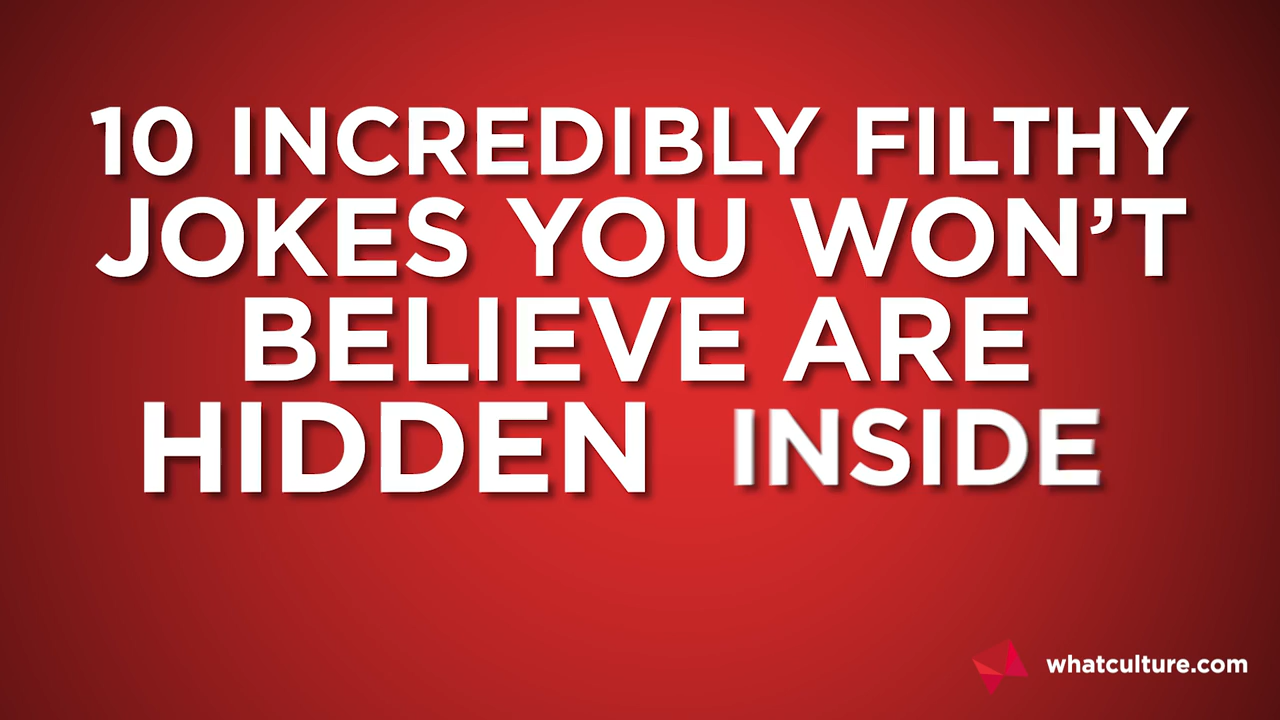 10 INCREDIBLY FILTHY
JOKES YOU WON’T
BELIEVE ARE
HIDDEN INSIDE
whatculture.com